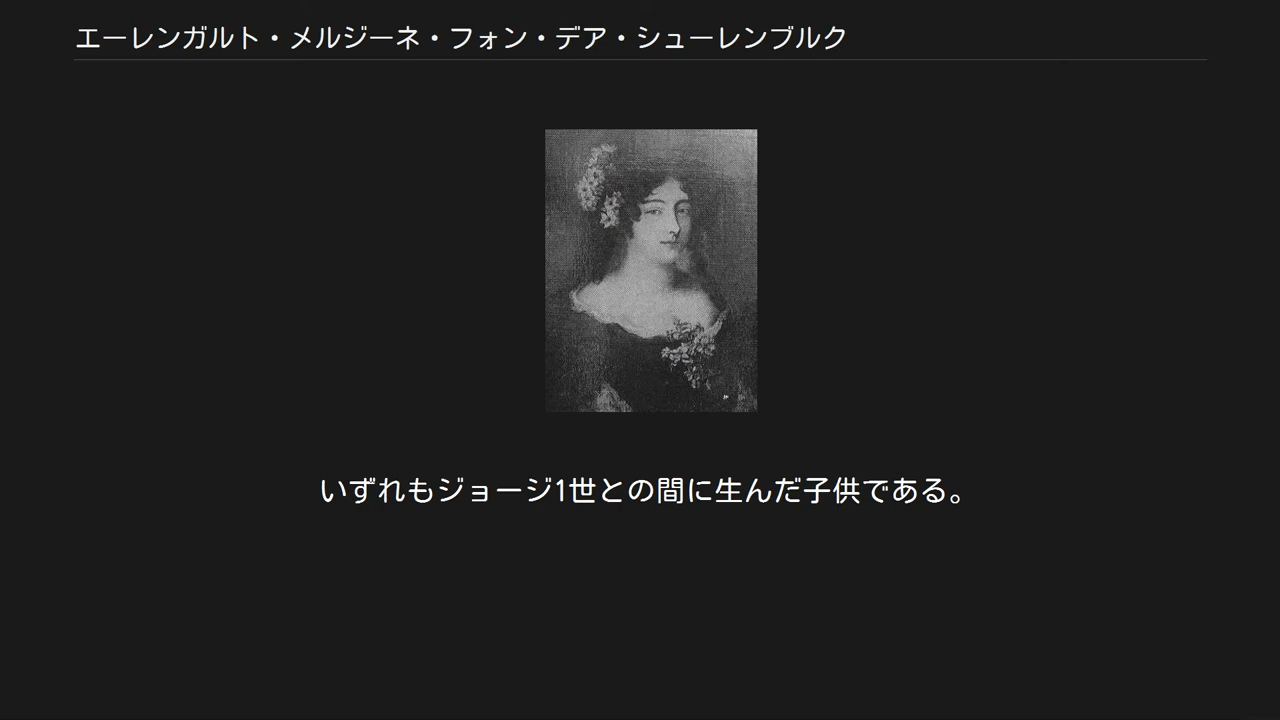 エーレンガルト・メルジーネ・フォン・デア・シューレンブルク
いずれもジョージ1世との間に生んだ子供である。